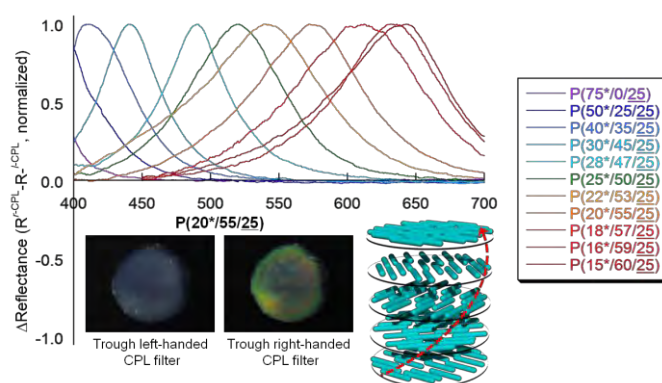 ΔReflectance (R^r-CPL-R^l-CPL, normalized)
1.0
0.5
0.0
-0.5
-1.0
400 450 500 550 600 650 700
P(20*/55/25)
Trough left-handed
CPL filter
Trough right-handed
CPL filter
P(75*/0/25)
P(50*/25/25)
P(40*/35/25)
P(30*/45/25)
P(28*/47/25)
P(25*/50/25)
P(22*/53/25)
P(20*/55/25)
P(18*/57/25)
P(16*/59/25)
P(15*/60/25)